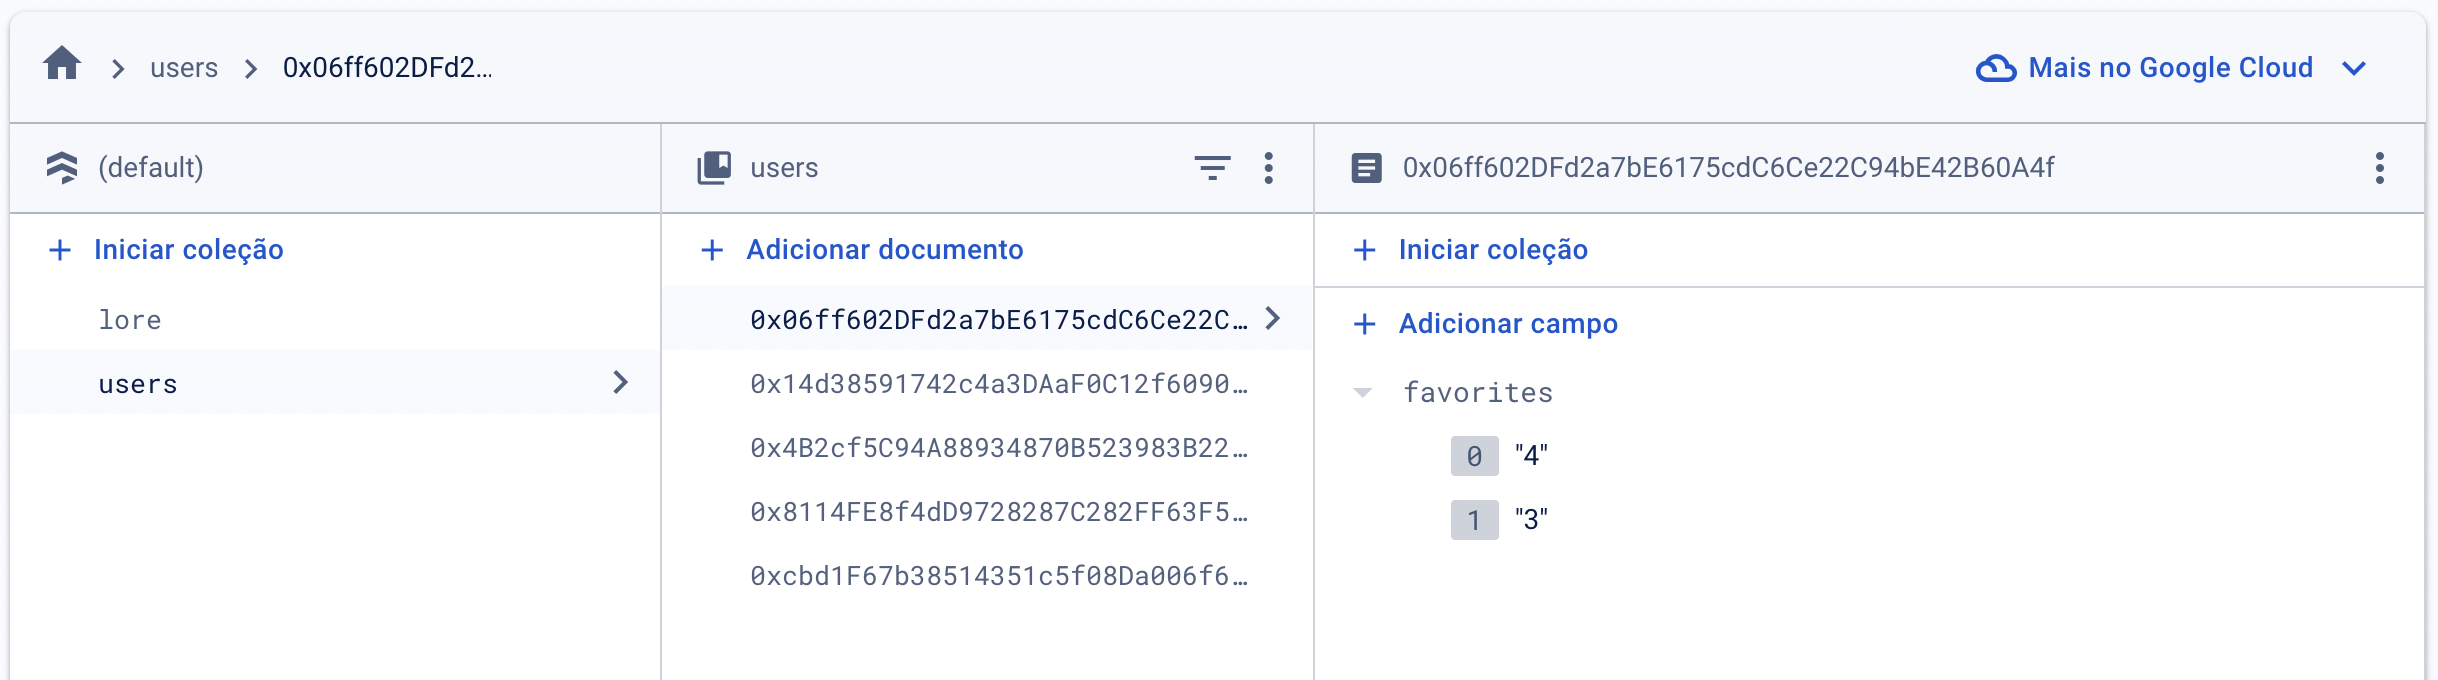 users
0x06ff602DFd2…
Mais no Google Cloud
(default)
users
0x06ff602DFd2a7bE6175cdC6Ce22C94bE42B60A4f
Iniciar coleção
lore
users
Adicionar documento
0x06ff602DFd2a7bE6175cdC6Ce22C…
0x14d38591742c4a3DAaF0C12f6090…
0x4B2cf5C94A88934870B523983B22…
0x8114FE8f4dD9728287C282FF63F5…
0xcbd1F67b38514351c5f08Da006f6…
Iniciar coleção
Adicionar campo
favorites
0 "4"
1 "3"